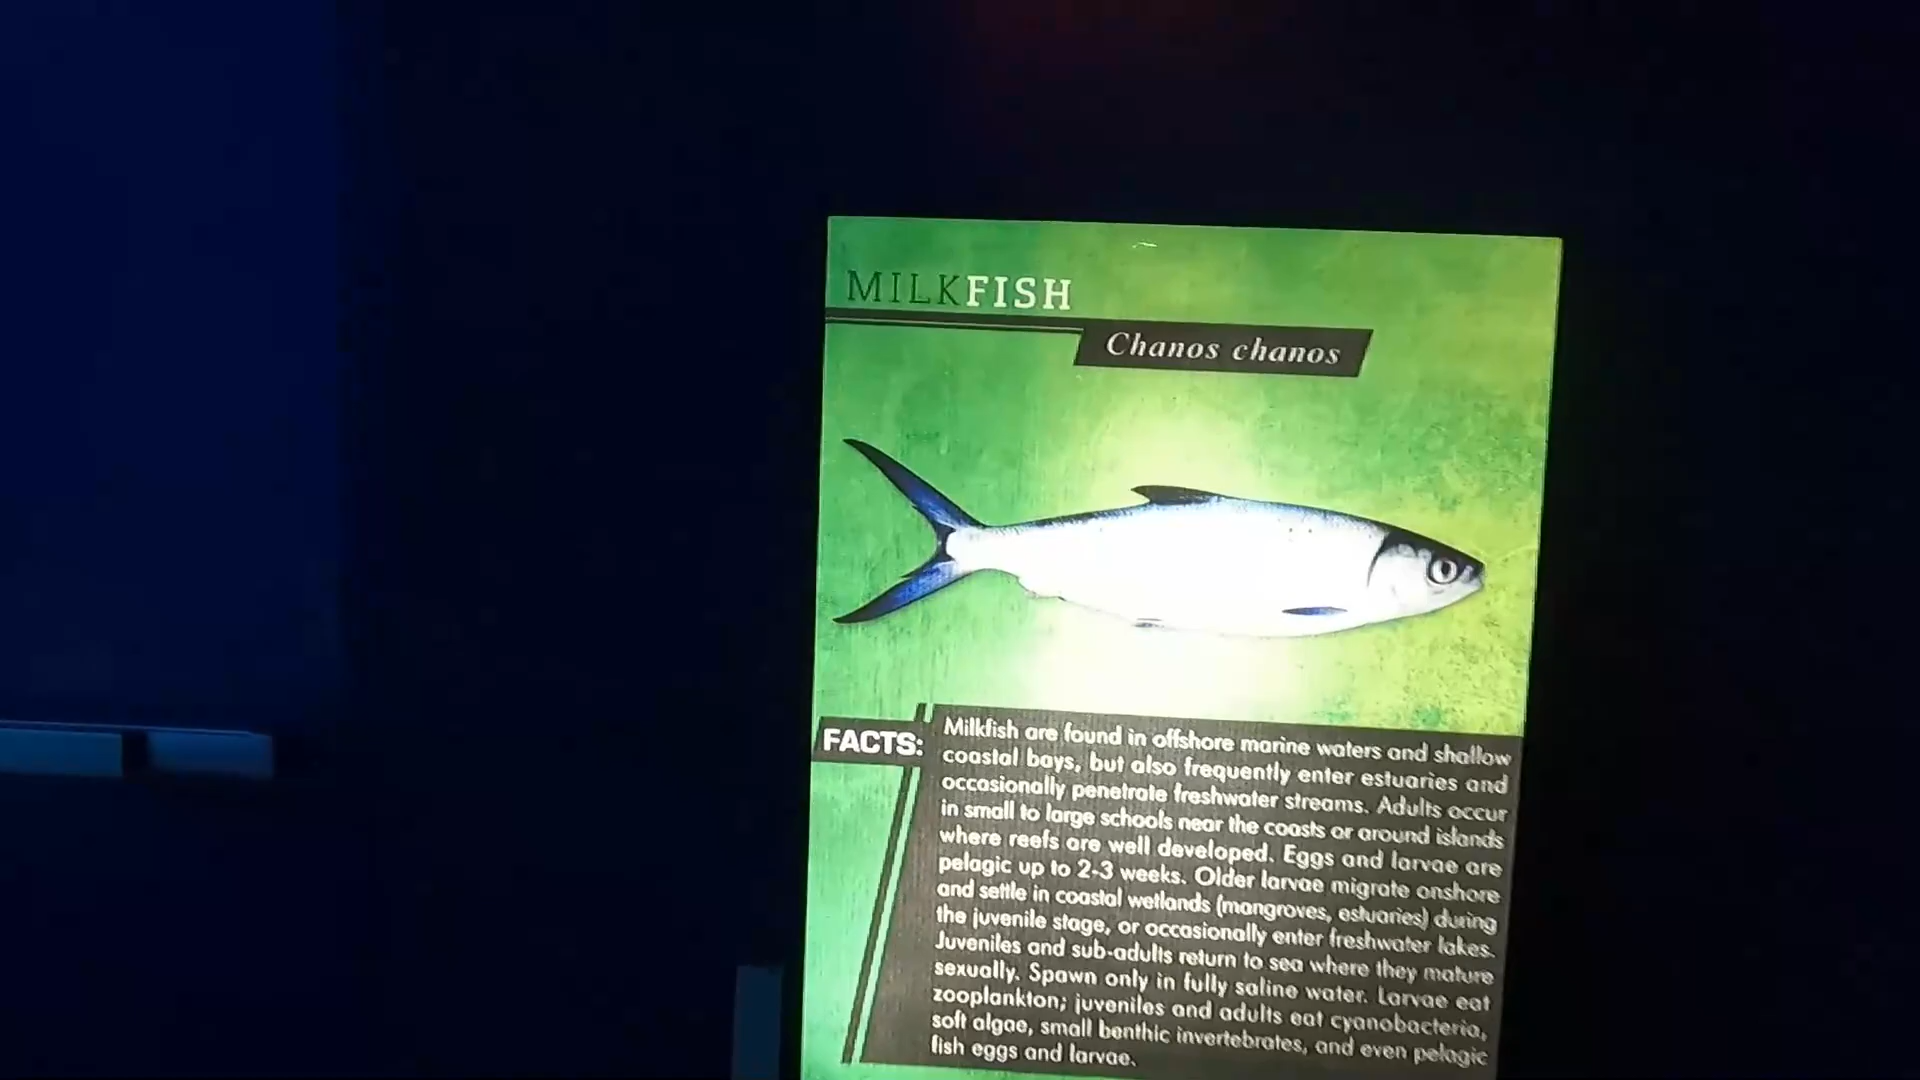 MILKFISH
Chanos chanos
FACTS:
Milkfish are found in offshore marine waters and shallow
coastal bays, but also frequently enter estuaries and
occasionally penetrate freshwater streams. Adults occur
in small to large schools near the coasts or around islands
where reefs are well developed. Eggs and larvae are
pelagic up to 2-3 weeks. Older larvae migrate onshore
and settle in coastal wetlands (mangroves, estuaries) during
the juvenile stage, or occasionally enter freshwater lakes.
Juveniles and sub-adults return to sea where they mature
sexually. Spawn only in fully saline water. Larvae eat
zooplankton; juveniles and adults eat cyanobacteria,
soft algae, small benthic invertebrates, and even pelagic
fish eggs and larvae.